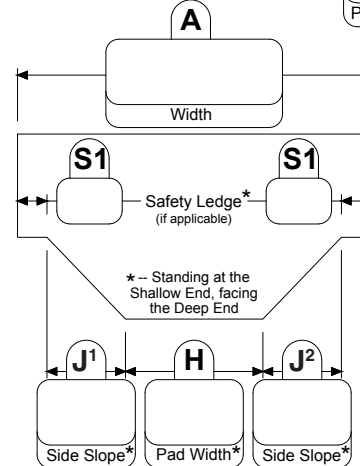 A
P
Width
S1
S1
Safety Ledge*
(if applicable)
* -- Standing at the
Shallow End, facing
the Deep End
J¹
H
J²
Side Slope*
Pad Width*
Side Slope*